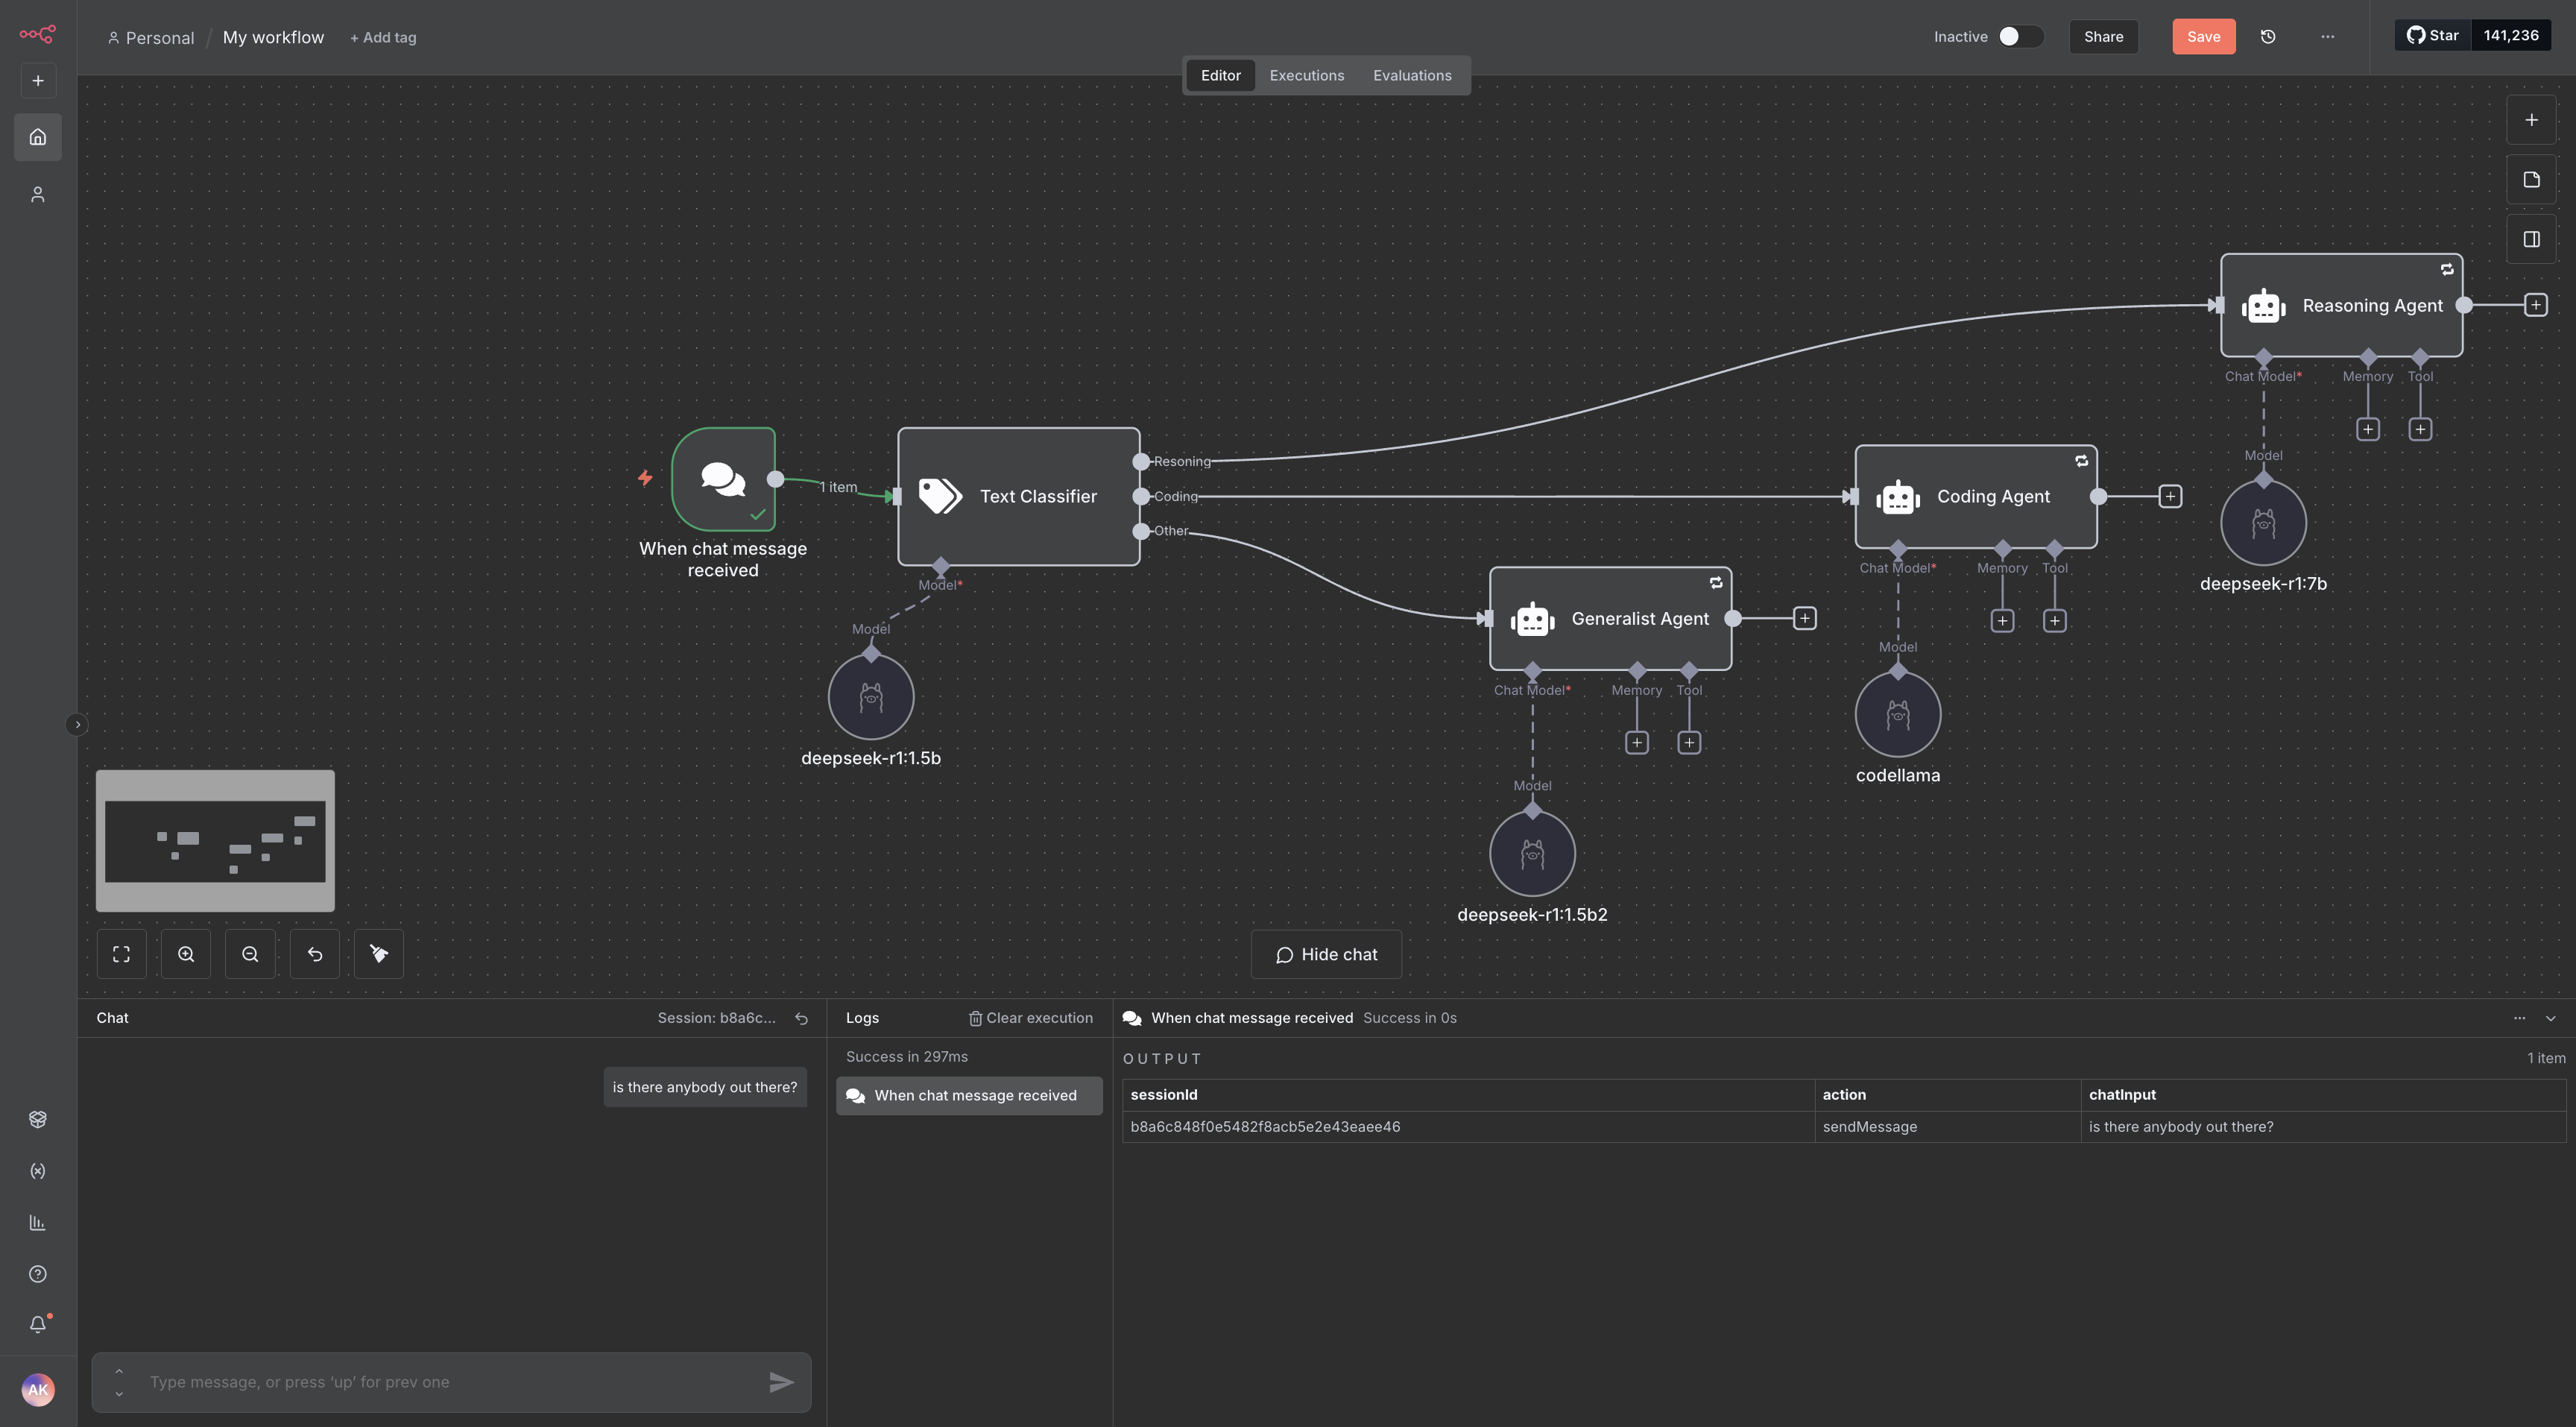 Personal / My workflow + Add tag
Inactive
Share
Save
...
Star 141,236
Editor Executions Evaluations
Reasoning Agent
Chat Model* Memory Tool
Model
deepseek-r1:7b
When chat message
received
1 item
Text Classifier
Resoning
Coding
Other
Model*
Model
deepseek-r1:1.5b
Coding Agent
Chat Model* Memory Tool
Model
codellama
Generalist Agent
Chat Model* Memory Tool
Model
deepseek-r1:1.5b2
Hide chat
Chat Session: b8a6c...
is there anybody out there?
Type message, or press ‘up’ for prev one
AK
Logs Clear execution
Success in 297ms
When chat message received
When chat message received Success in 0s
OUTPUT 1 item
sessionId action chatInput
b8a6c848f0e5482f8acb5e2e43eaee46 sendMessage is there anybody out there?